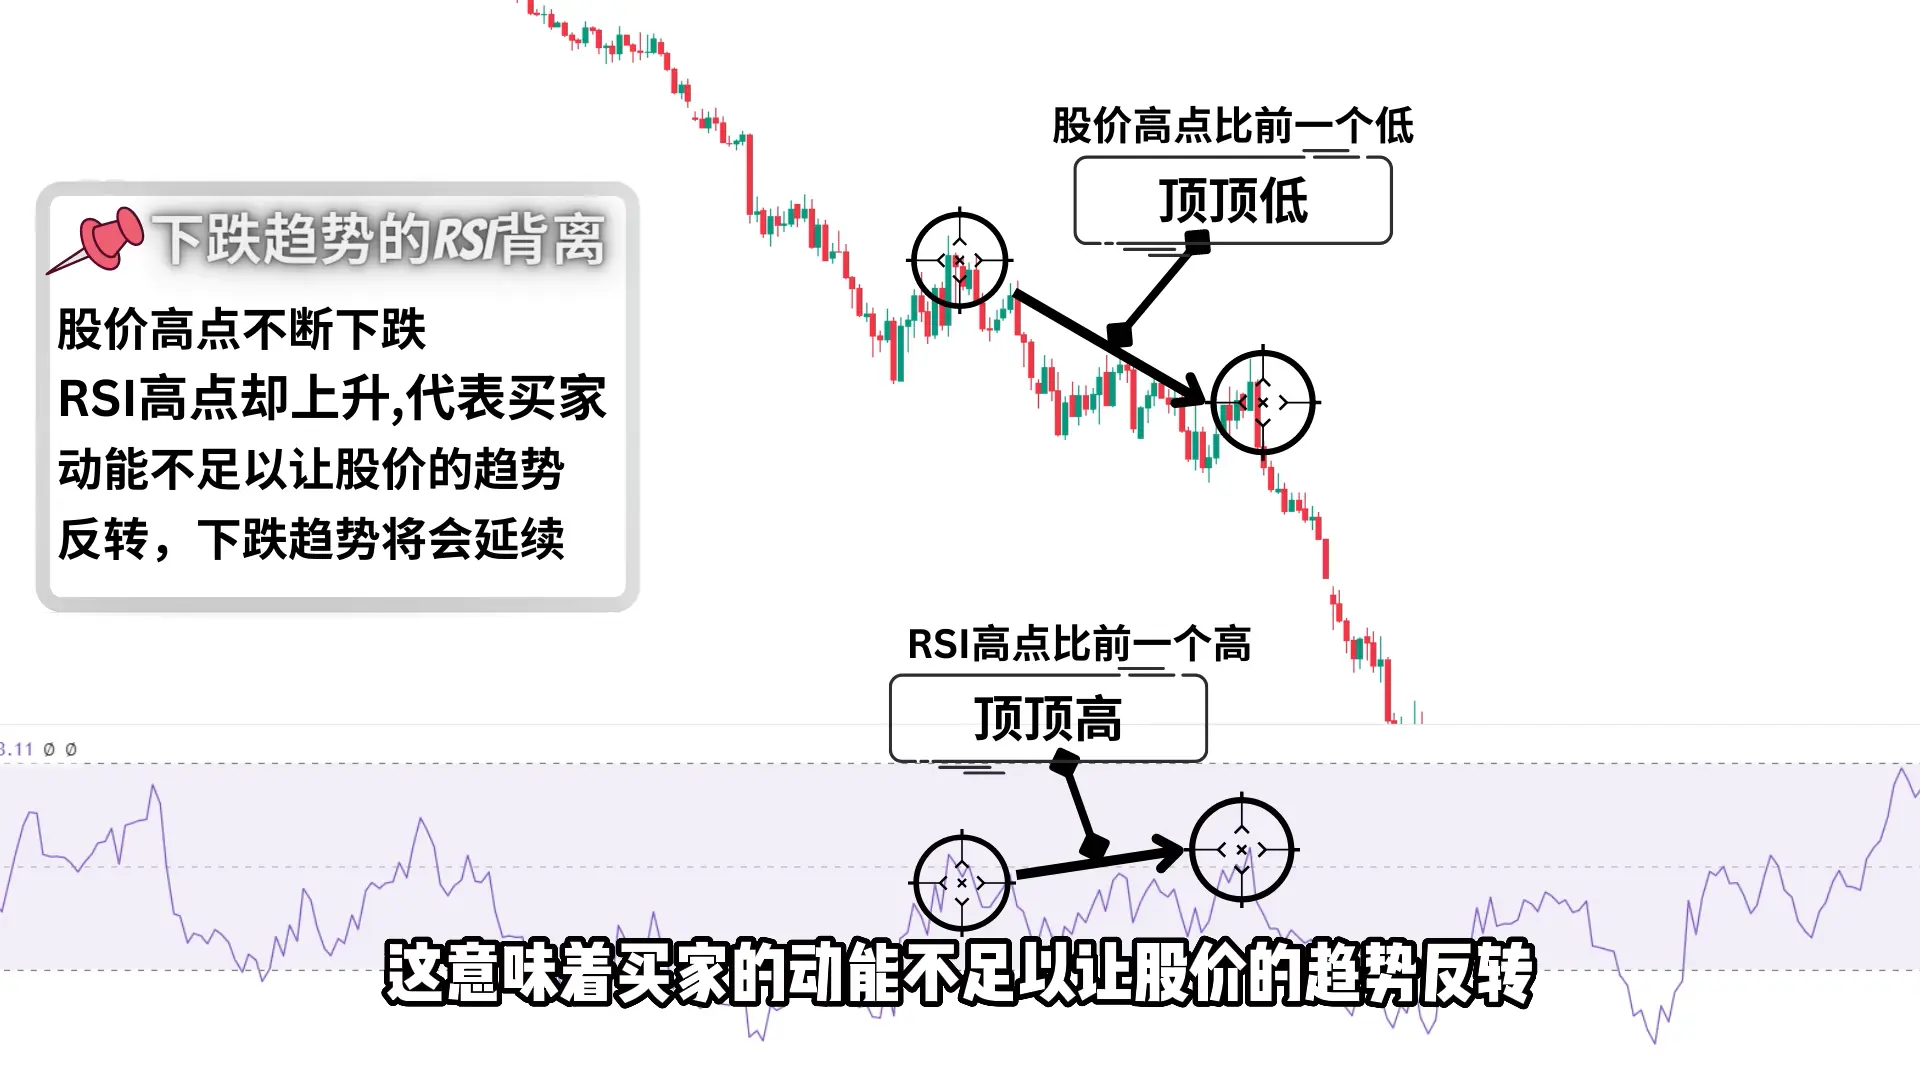 股价高点比前一个低
顶顶低
下跌趋势的RSI背离
股价高点不断下跌
RSI高点却上升,代表买家
动能不足以让股价的趋势
反转，下跌趋势将会延续
RSI高点比前一个高
顶顶高
3.11 Ø Ø
这意味着买家的动能不足以让股价的趋势反转